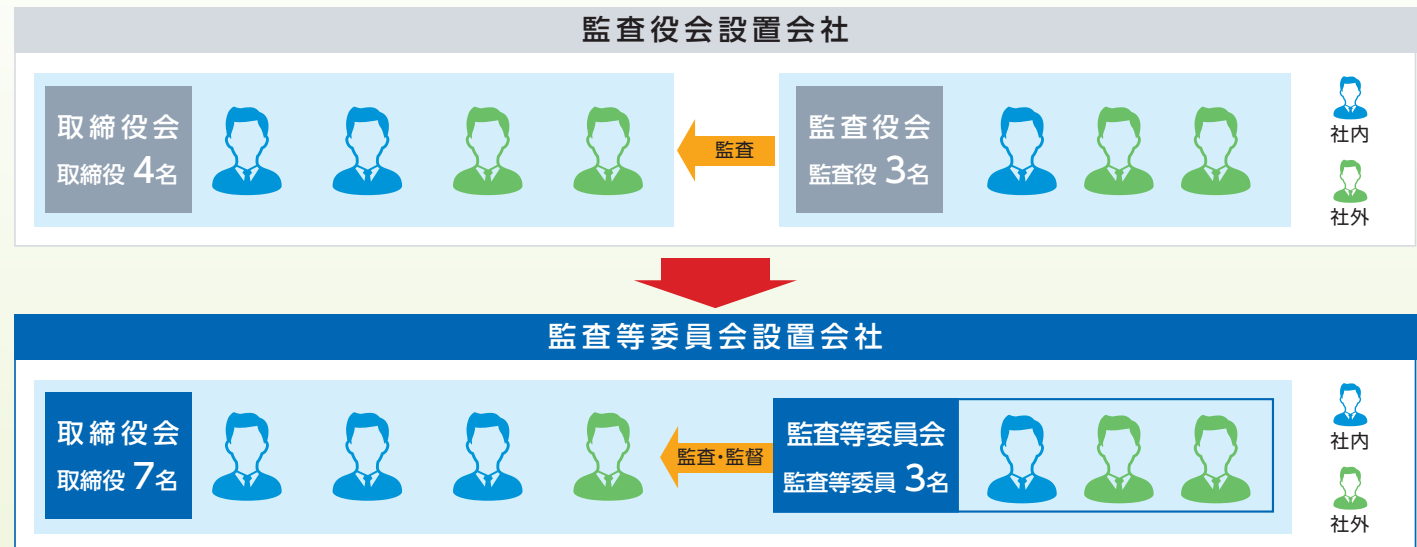 監査役会設置会社
取締役会
取締役 4名
監査
監査役会
監査役 3名
社内
社外
監査等委員会設置会社
取締役会
取締役 7名
監査・監督
監査等委員会
監査等委員 3名
社内
社外